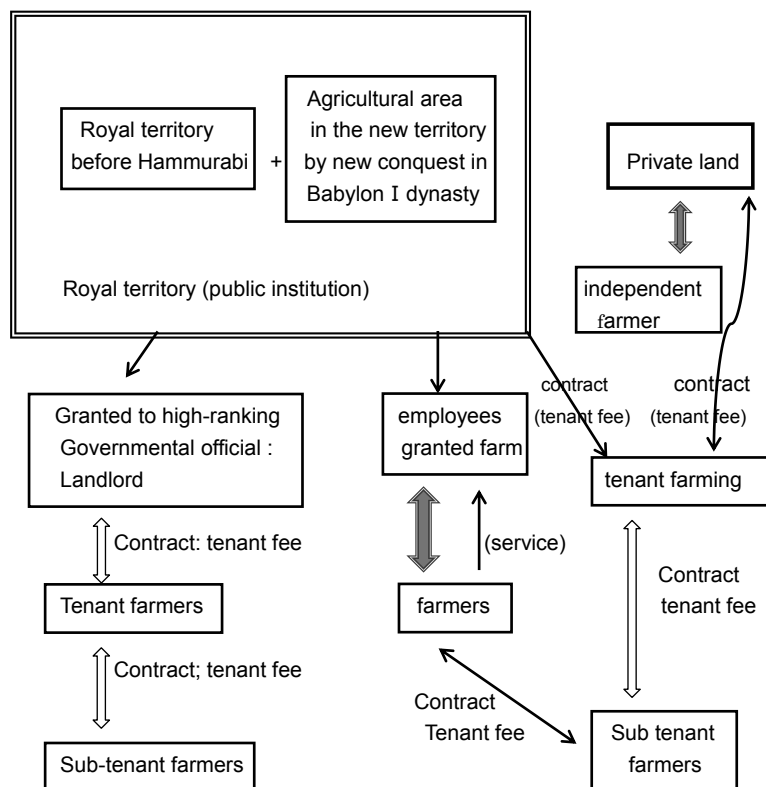 Royal territory
before Hammurabi
+
Agricultural area
in the new territory
by new conquest in
Babylon I dynasty
Royal territory (public institution)
Private land
independent
farmer
Granted to high-ranking
Governmental official :
Landlord
employees
granted farm
contract
(tenant fee)
contract
(tenant fee)
tenant farming
Contract: tenant fee
(service)
Tenant farmers
farmers
Contract
tenant fee
Contract; tenant fee
Contract
Tenant fee
Sub-tenant farmers
Sub tenant
farmers